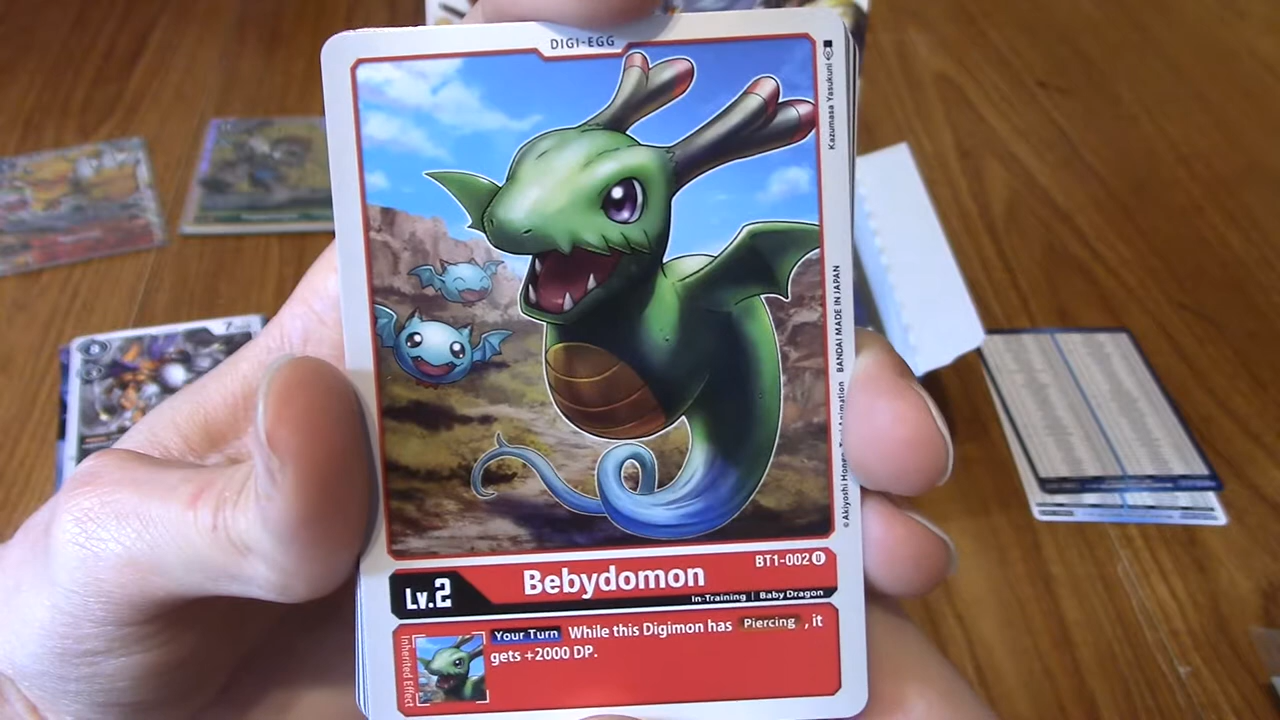 DIGI-EGG
Kazumasa Yasukuni
BANDAI MADE IN JAPAN
© Akiyoshi Hongo,
BT1-002 U
Lv.2
Bebydomon
In-Training | Baby Dragon
Inherited Effect
Your Turn While this Digimon has Piercing , it
gets +2000 DP.